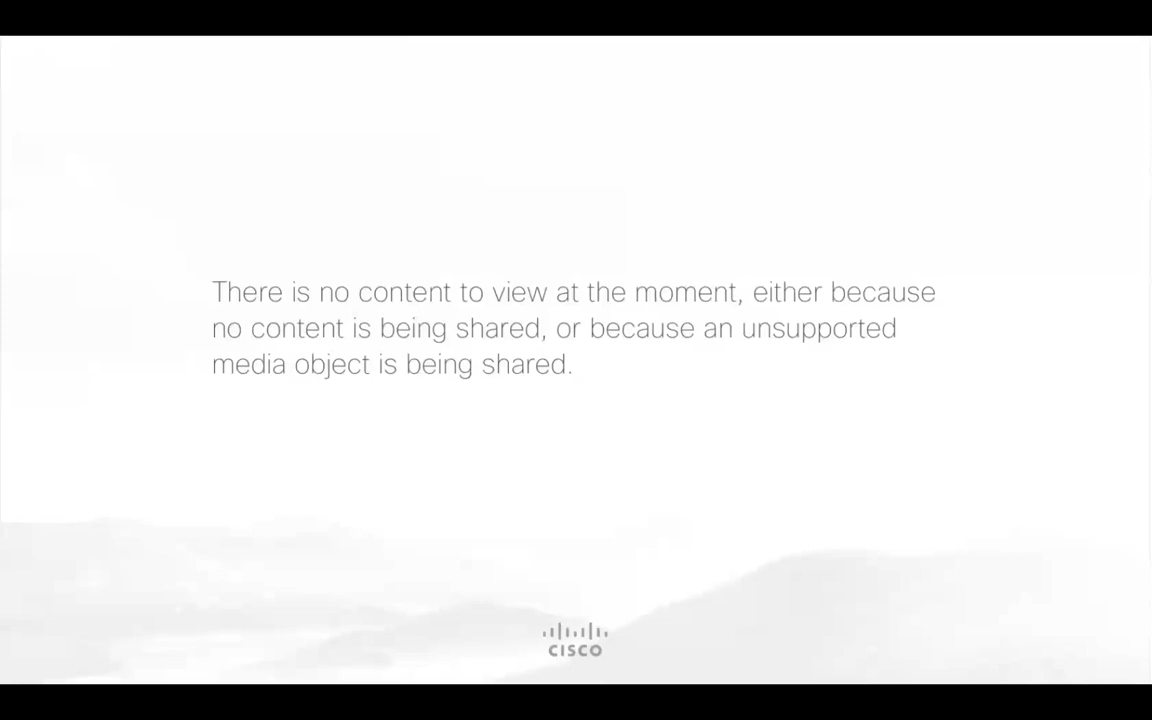 There is no content to view at the moment, either because
no content is being shared, or because an unsupported
media object is being shared.
CISCO